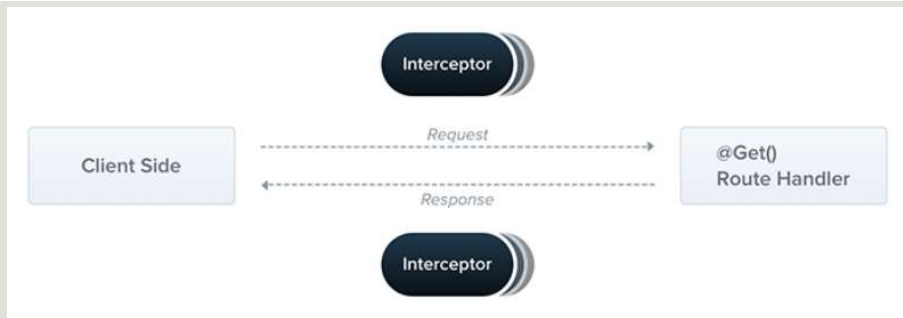 Interceptor
Request
Client Side
@Get()
Route Handler
Response
Interceptor